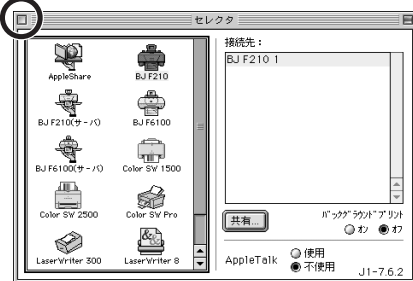 セレクタ
AppleShare
BJ F210
BJ F210(サーバ)
BJ F6100
BJ F6100(サーバ)
Color SW 1500
Color SW 2500
Color SW Pro
LaserWriter 300
LaserWriter 8
接続先：
BJ F210 1
共有...
バックグラウンドプリント
オン
オフ
AppleTalk
使用
不使用
J1-7.6.2